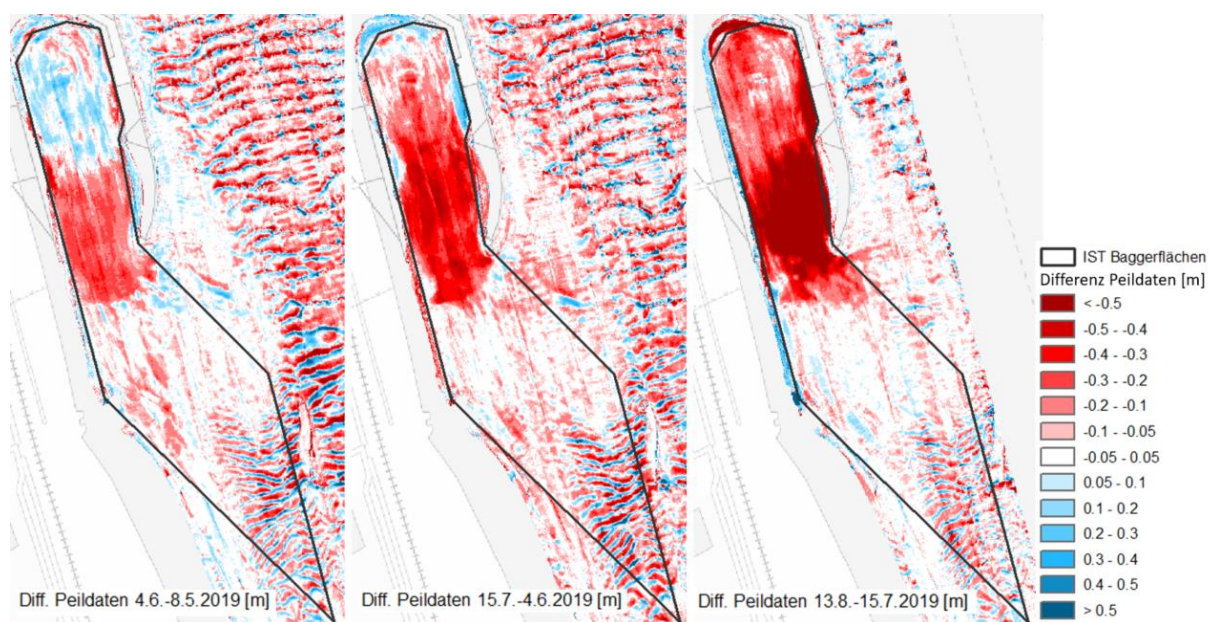 Diff. Peildaten 4.6.-8.5.2019 [m]
Diff. Peildaten 15.7.-4.6.2019 [m]
Diff. Peildaten 13.8.-15.7.2019 [m]
IST Baggerflächen
Differenz Peildaten [m]
< -0.5
-0.5 - -0.4
-0.4 - -0.3
-0.3 - -0.2
-0.2 - -0.1
-0.1 - -0.05
-0.05 - 0.05
0.05 - 0.1
0.1 - 0.2
0.2 - 0.3
0.3 - 0.4
0.4 - 0.5
> 0.5